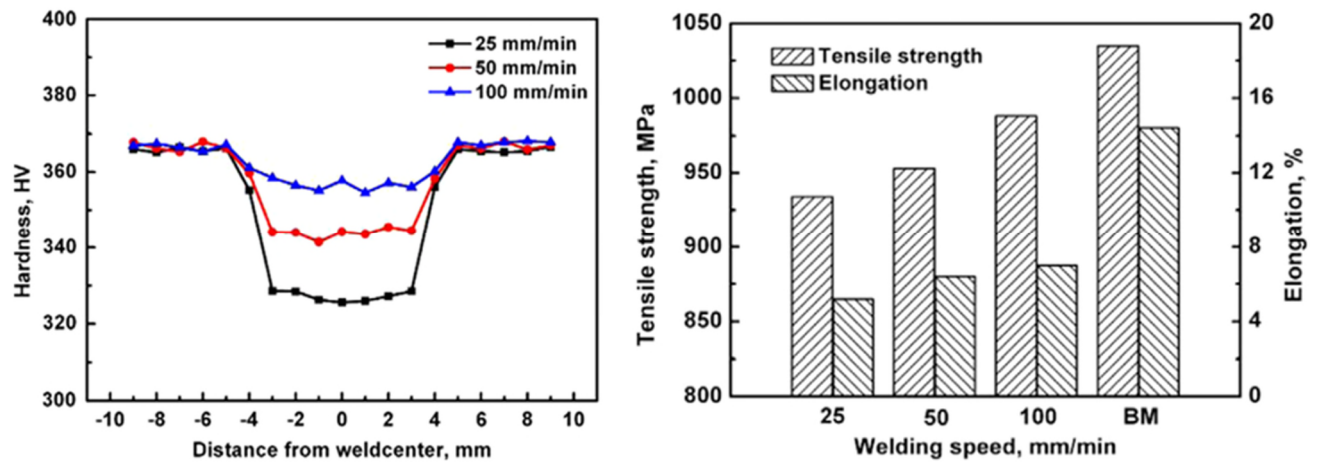 400
380
360
340
320
300
Hardness, HV
25 mm/min
50 mm/min
100 mm/min
-10 -8 -6 -4 -2 0 2 4 6 8 10
Distance from weldcenter, mm
1050
1000
950
900
850
800
Tensile strength, MPa
Tensile strength
Elongation
20
16
12
8
4
0
Elongation, %
25 50 100 BM
Welding speed, mm/min